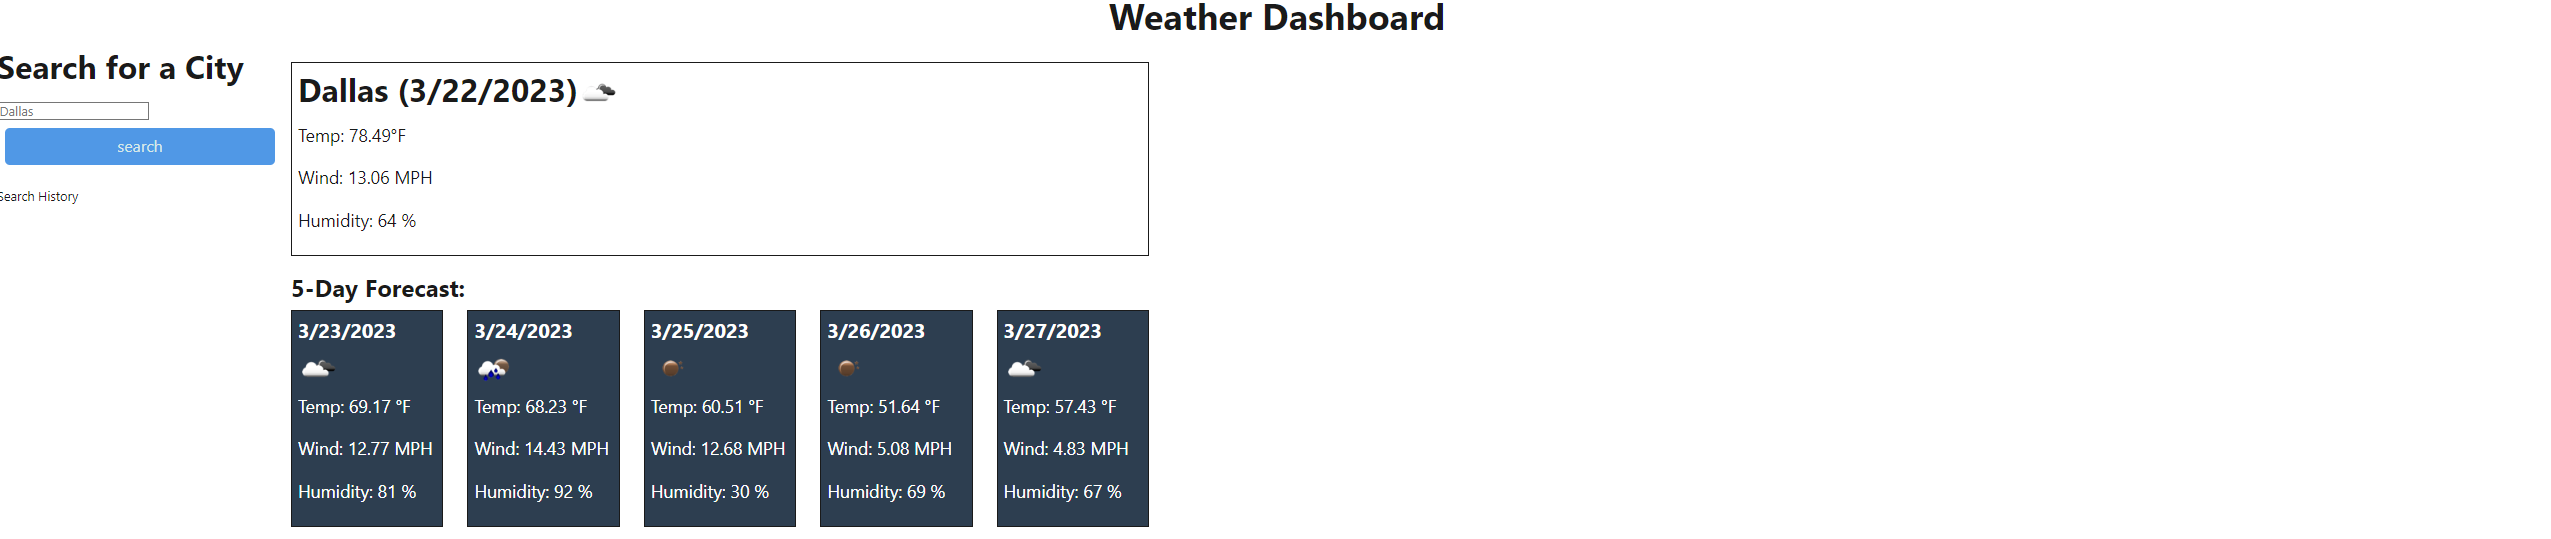 Weather Dashboard
Search for a City
Dallas
search
Search History
Dallas (3/22/2023)
Temp: 78.49°F
Wind: 13.06 MPH
Humidity: 64 %
5-Day Forecast:
3/23/2023
Temp: 69.17 °F
Wind: 12.77 MPH
Humidity: 81 %
3/24/2023
Temp: 68.23 °F
Wind: 14.43 MPH
Humidity: 92 %
3/25/2023
Temp: 60.51 °F
Wind: 12.68 MPH
Humidity: 30 %
3/26/2023
Temp: 51.64 °F
Wind: 5.08 MPH
Humidity: 69 %
3/27/2023
Temp: 57.43 °F
Wind: 4.83 MPH
Humidity: 67 %